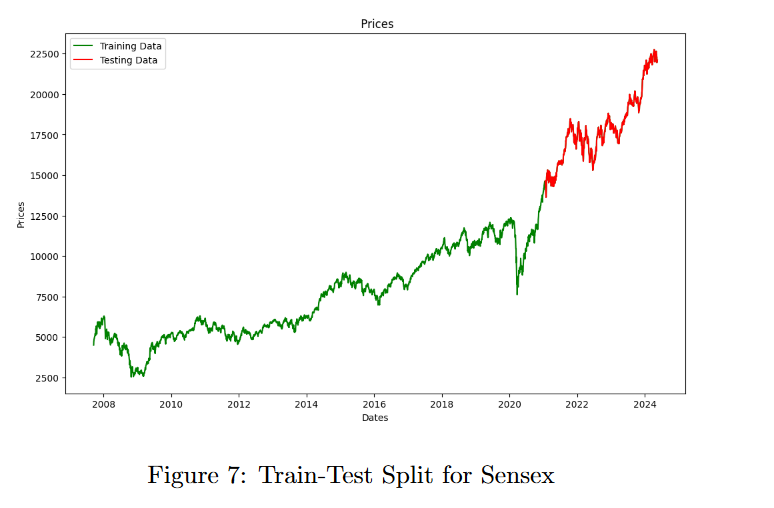 Prices
Training Data
Testing Data
22500
20000
17500
15000
12500
10000
7500
5000
2500
Prices
2008 2010 2012 2014 2016 2018 2020 2022 2024
Dates
Figure 7: Train-Test Split for Sensex